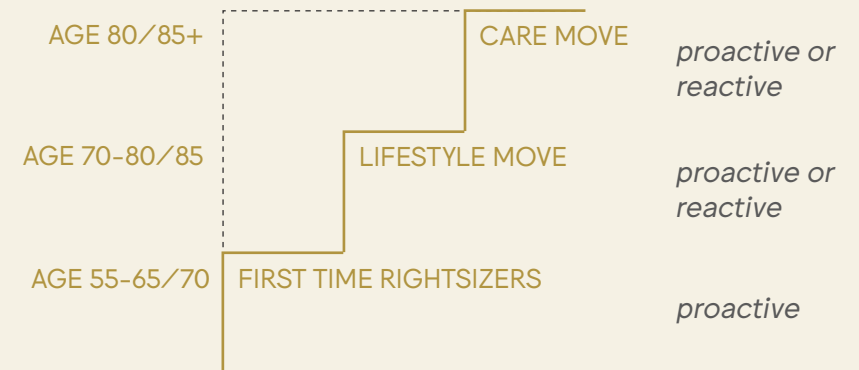 AGE 80/85+ CARE MOVE proactive or
reactive
AGE 70-80/85 LIFESTYLE MOVE proactive or
reactive
AGE 55-65/70 FIRST TIME RIGHTSIZERS proactive